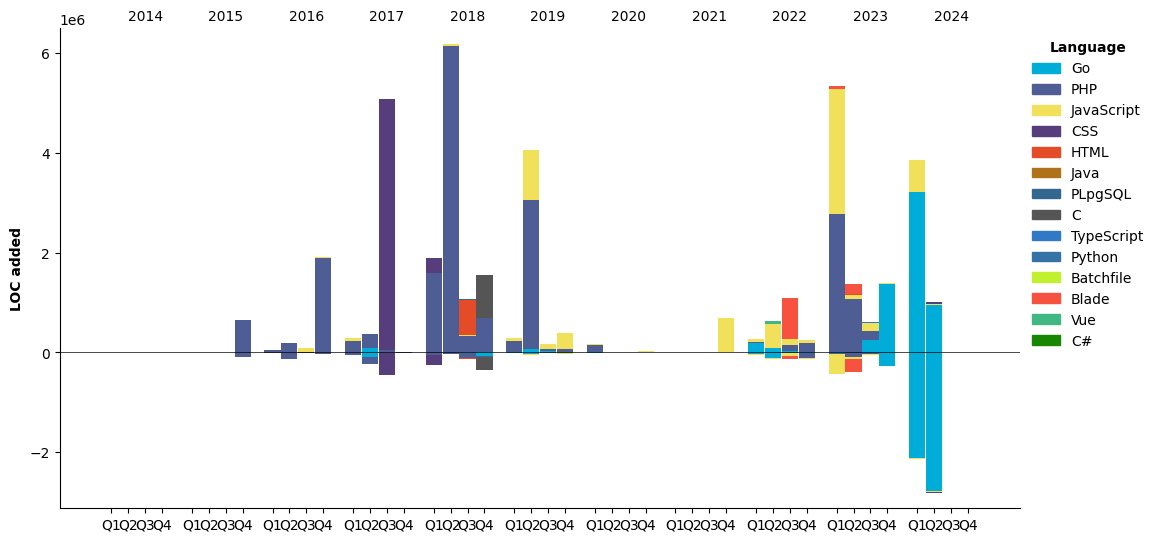 1e6
2014 2015 2016 2017 2018 2019 2020 2021 2022 2023 2024
6
4
2
0
−2
LOC added
Q1Q2Q3Q4 Q1Q2Q3Q4 Q1Q2Q3Q4 Q1Q2Q3Q4 Q1Q2Q3Q4 Q1Q2Q3Q4 Q1Q2Q3Q4 Q1Q2Q3Q4 Q1Q2Q3Q4 Q1Q2Q3Q4 Q1Q2Q3Q4
Language
Go
PHP
JavaScript
CSS
HTML
Java
PLpgSQL
C
TypeScript
Python
Batchfile
Blade
Vue
C#